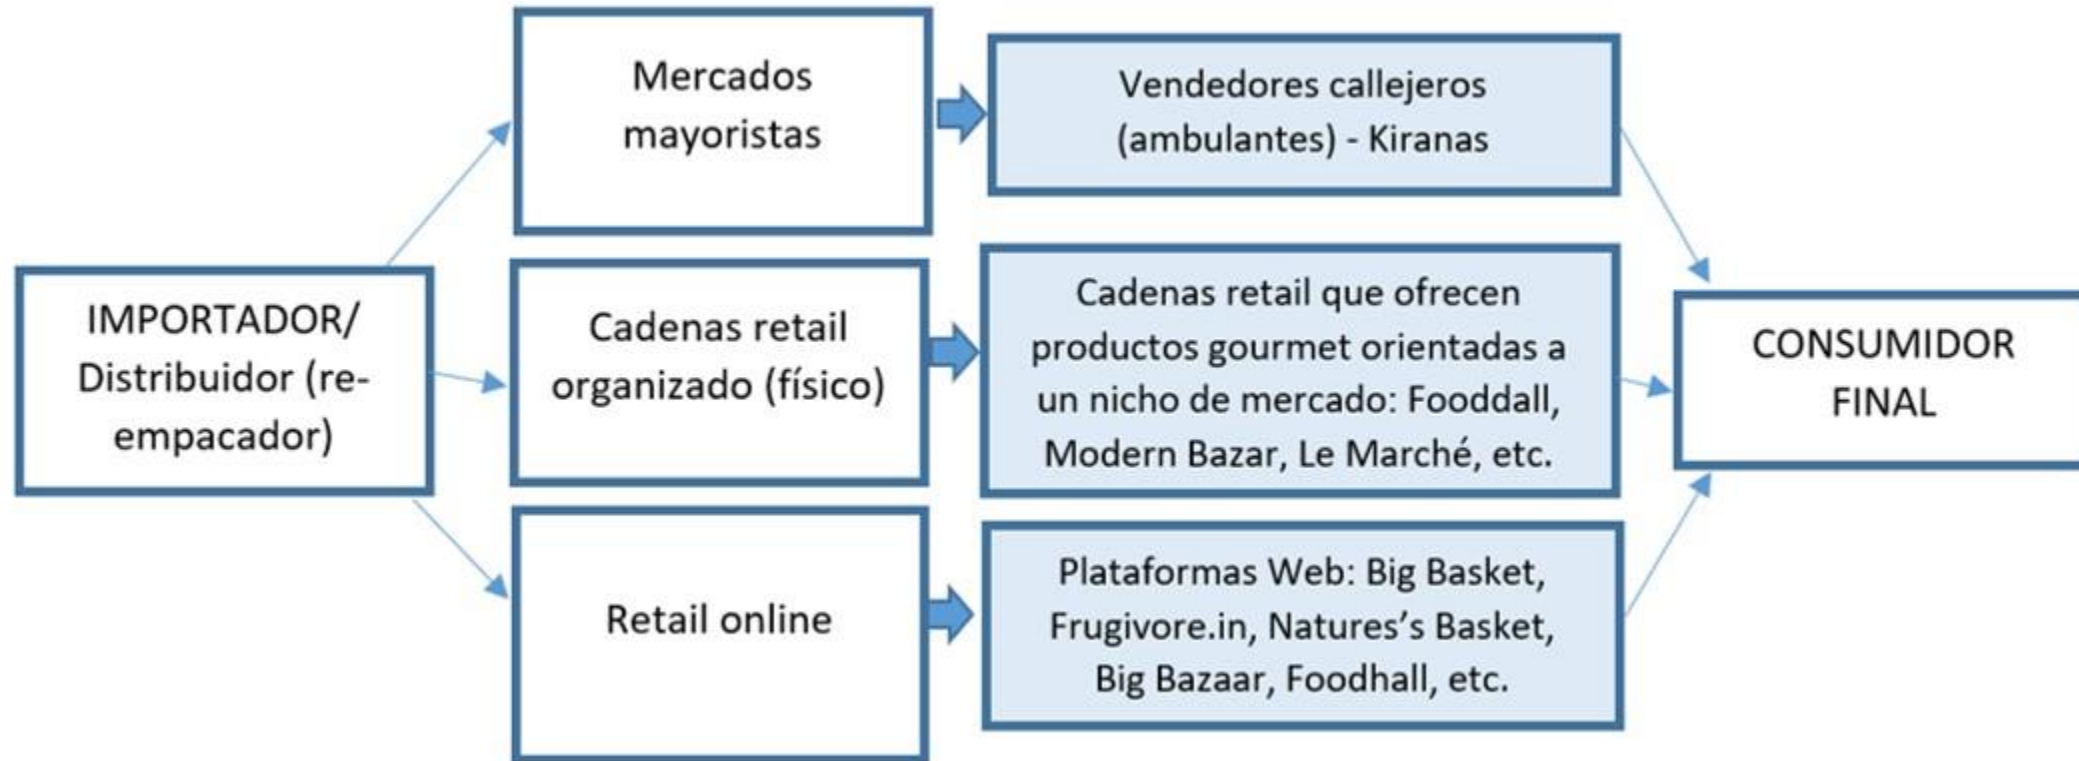 Mercados
mayoristas
Vendedores callejeros
(ambulantes) - Kiranas
IMPORTADOR/
Distribuidor (re-
empacador)
Cadenas retail
organizado (físico)
Cadenas retail que ofrecen
productos gourmet orientadas a
un nicho de mercado: Fooddall,
Modern Bazar, Le Marché, etc.
CONSUMIDOR
FINAL
Retail online
Plataformas Web: Big Basket,
Frugivore.in, Natures’s Basket,
Big Bazaar, Foodhall, etc.